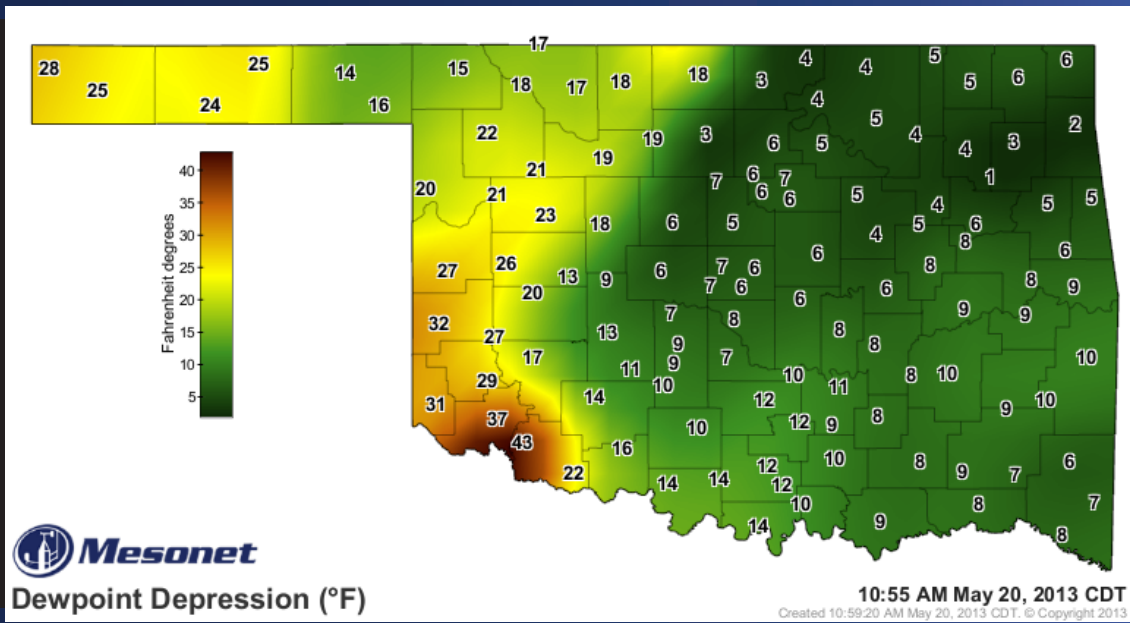 17
28 25 25 24 14 16 15 18 17 18 18 3 4 4 5 5 6 6
22 19 19 3 4 6 5 5 4 4 3 2
20 21 21 7 6 6 7 6 5 4 1 5 5
23 18 6 5 6 4 5 6 8 6
27 26 13 20 9 6 7 7 6 6 6 6 8 8 9
32 27 17 13 7 9 9 8 7 8 8 9 9 10
31 29 37 43 22 14 11 10 10 12 11 8 10 9 10
16 10 12 9 8 14 14 12 12 10 8 9 7 6
14 10 9 8 8 7
40
35
30
25
20
15
10
5
Fahrenheit degrees
Mesonet
Dewpoint Depression (°F)
10:55 AM May 20, 2013 CDT
Created 10:59:20 AM May 20, 2013 CDT. © Copyright 2013